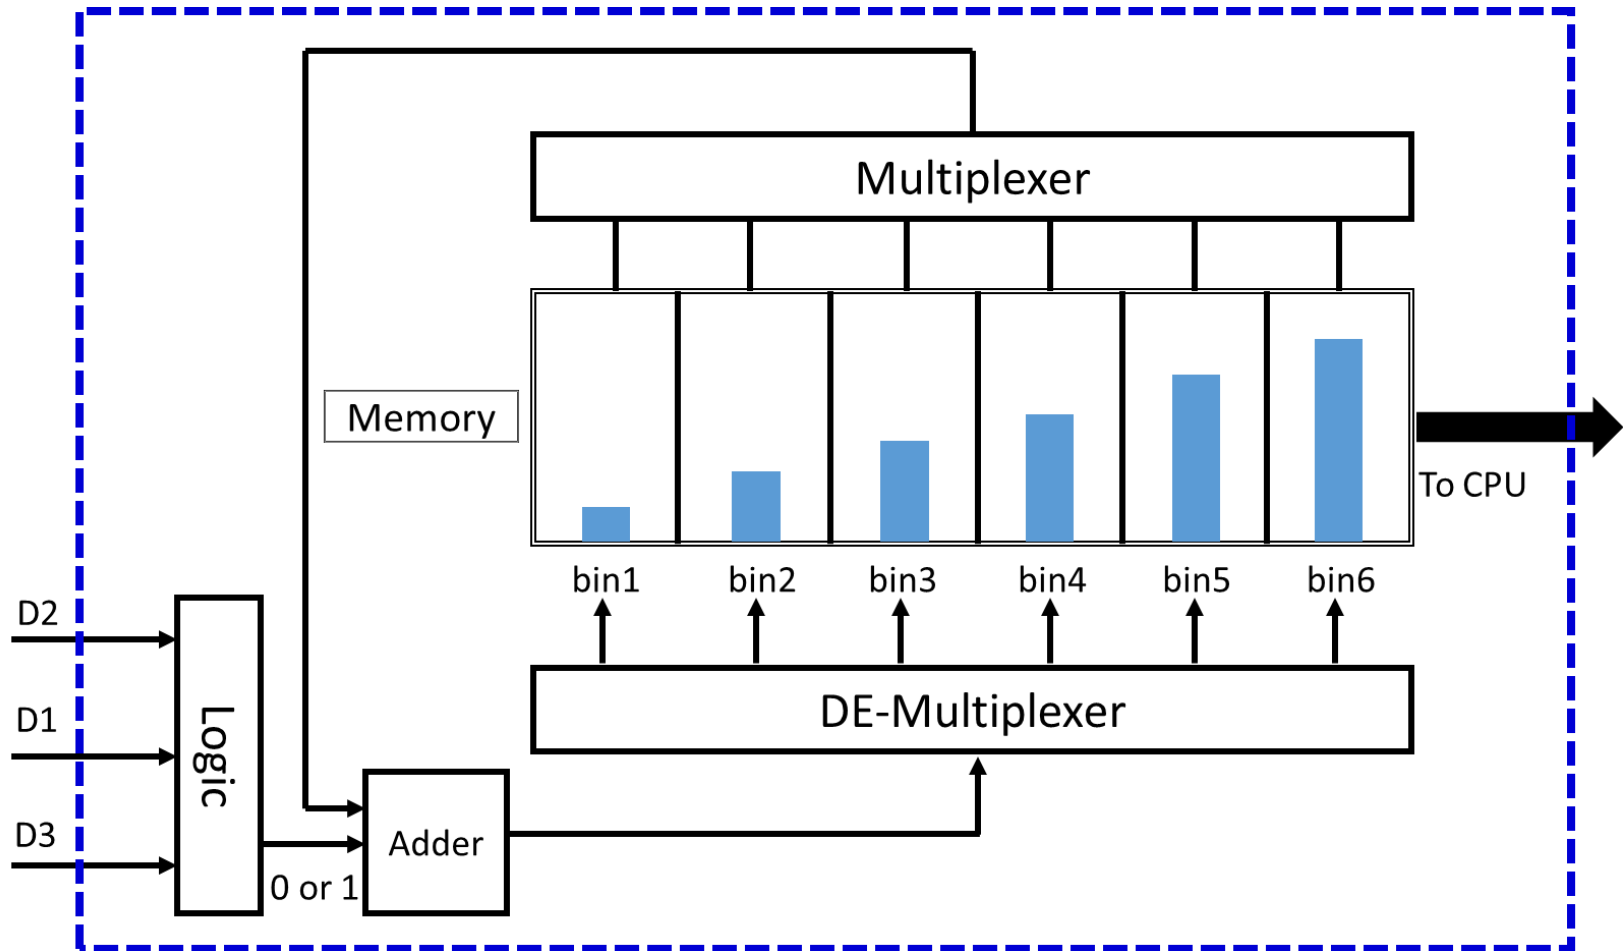 Multiplexer
Memory
To CPU
bin1 bin2 bin3 bin4 bin5 bin6
D2
D1
D3
Logic
DE-Multiplexer
Adder
0 or 1